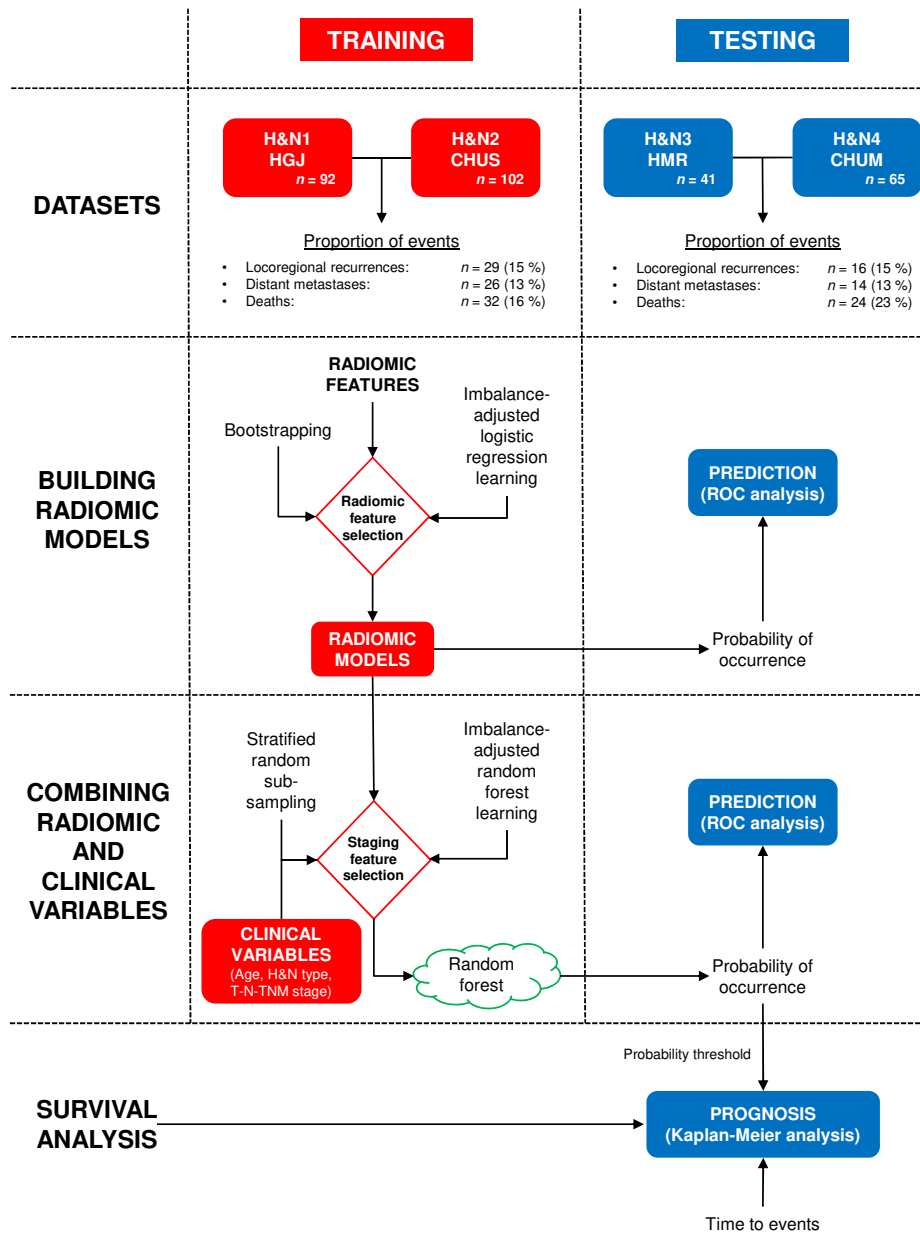 TRAINING
TESTING
DATASETS
H&N1
HGJ
n = 92
H&N2
CHUS
n = 102
H&N3
HMR
n = 41
H&N4
CHUM
n = 65
Proportion of events
• Locoregional recurrences: n = 29 (15 %)
• Distant metastases: n = 26 (13 %)
• Deaths: n = 32 (16 %)
Proportion of events
• Locoregional recurrences: n = 16 (15 %)
• Distant metastases: n = 14 (13 %)
• Deaths: n = 24 (23 %)
BUILDING
RADIOMIC
MODELS
RADIOMIC
FEATURES
Bootstrapping
Imbalance-
adjusted
logistic
regression
learning
Radiomic
feature
selection
RADIOMIC
MODELS
PREDICTION
(ROC analysis)
Probability of
occurrence
COMBINING
RADIOMIC
AND
CLINICAL
VARIABLES
Stratified
random
sub-
sampling
Imbalance-
adjusted
random
forest
learning
Staging
feature
selection
CLINICAL
VARIABLES
(Age, H&N type,
T-N-TNM stage)
Random
forest
PREDICTION
(ROC analysis)
Probability of
occurrence
Probability threshold
SURVIVAL
ANALYSIS
PROGNOSIS
(Kaplan-Meier analysis)
Time to events